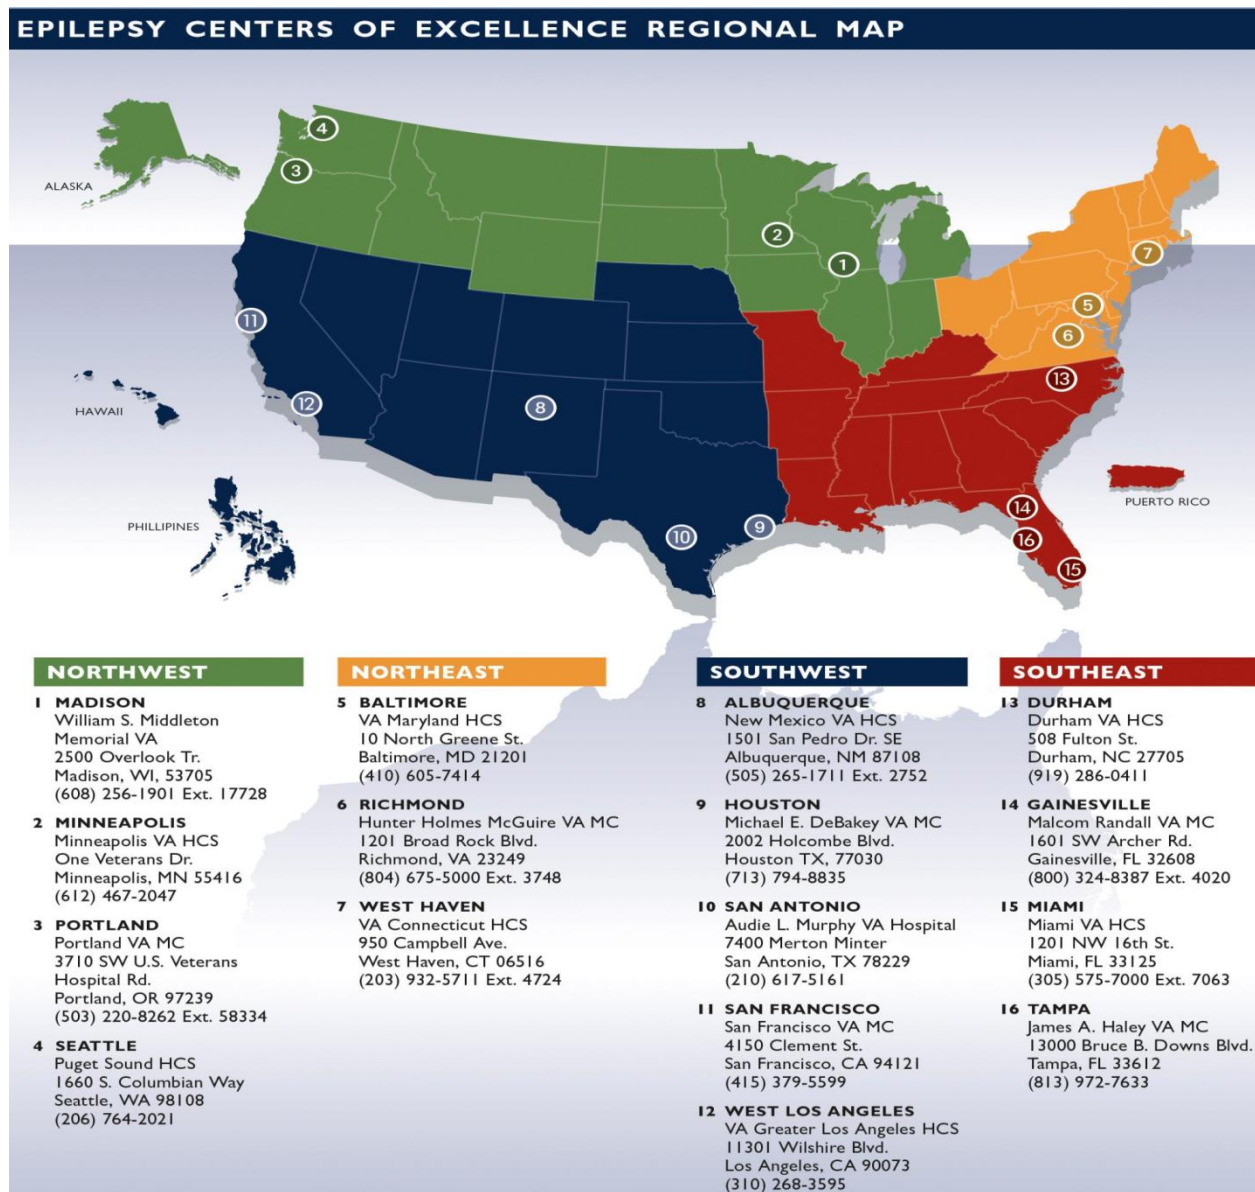 EPILEPSY CENTERS OF EXCELLENCE REGIONAL MAP
ALASKA
HAWAII
PHILLIPINES
PUERTO RICO
4
3
2
1
7
5
6
11
12
8
13
9
10
14
16
15
NORTHWEST
1 MADISON
William S. Middleton
Memorial VA
2500 Overlook Tr.
Madison, WI, 53705
(608) 256-1901 Ext. 17728
2 MINNEAPOLIS
Minneapolis VA HCS
One Veterans Dr.
Minneapolis, MN 55416
(612) 467-2047
3 PORTLAND
Portland VA MC
3710 SW U.S. Veterans
Hospital Rd.
Portland, OR 97239
(503) 220-8262 Ext. 58334
4 SEATTLE
Puget Sound HCS
1660 S. Columbian Way
Seattle, WA 98108
(206) 764-2021
NORTHEAST
5 BALTIMORE
VA Maryland HCS
10 North Greene St.
Baltimore, MD 21201
(410) 605-7414
6 RICHMOND
Hunter Holmes McGuire VA MC
1201 Broad Rock Blvd.
Richmond, VA 23249
(804) 675-5000 Ext. 3748
7 WEST HAVEN
VA Connecticut HCS
950 Campbell Ave.
West Haven, CT 06516
(203) 932-5711 Ext. 4724
SOUTHWEST
8 ALBUQUERQUE
New Mexico VA HCS
1501 San Pedro Dr. SE
Albuquerque, NM 87108
(505) 265-1711 Ext. 2752
9 HOUSTON
Michael E. DeBakey VA MC
2002 Holcombe Blvd.
Houston TX, 77030
(713) 794-8835
10 SAN ANTONIO
Audie L. Murphy VA Hospital
7400 Merton Minter
San Antonio, TX 78229
(210) 617-5161
11 SAN FRANCISCO
San Francisco VA MC
4150 Clement St.
San Francisco, CA 94121
(415) 379-5599
12 WEST LOS ANGELES
VA Greater Los Angeles HCS
11301 Wilshire Blvd.
Los Angeles, CA 90073
(310) 268-3595
SOUTHEAST
13 DURHAM
Durham VA HCS
508 Fulton St.
Durham, NC 27705
(919) 286-0411
14 GAINESVILLE
Malcom Randall VA MC
1601 SW Archer Rd.
Gainesville, FL 32608
(800) 324-8387 Ext. 4020
15 MIAMI
Miami VA HCS
1201 NW 16th St.
Miami, FL 33125
(305) 575-7000 Ext. 7063
16 TAMPA
James A. Haley VA MC
13000 Bruce B. Downs Blvd.
Tampa, FL 33612
(813) 972-7633